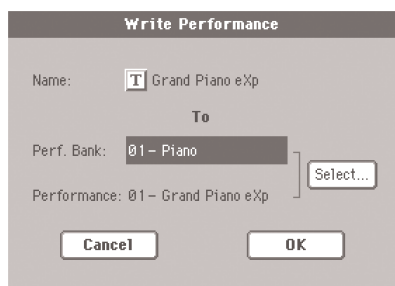 Write Performance
Name: T Grand Piano eXp
To
Perf. Bank: 01- Piano
Select...
Performance: 01- Grand Piano eXp
Cancel OK